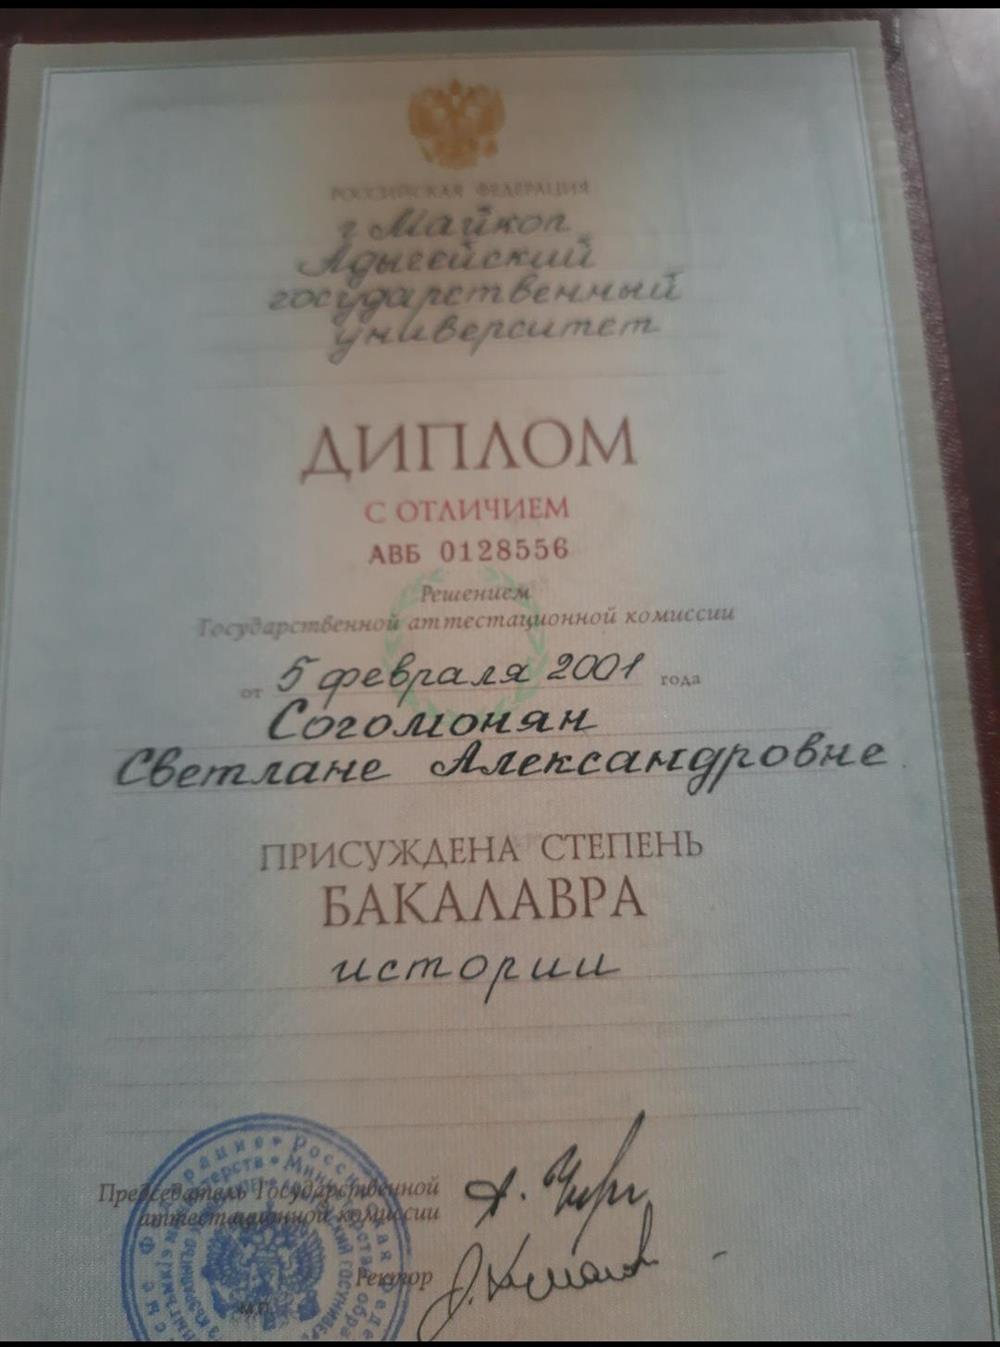 РОССИЙСКАЯ ФЕДЕРАЦИЯ
г Майкоп
Адыгейский
государственный
университет
ДИПЛОМ
С ОТЛИЧИЕМ
АВБ 0128556
Решением
Государственной аттестационной комиссии
от 5 февраля 2001 года
Согомонян
Светлане Александровне
ПРИСУЖДЕНА СТЕПЕНЬ
БАКАЛАВРА
истории
Председатель Государственной
аттестационной комиссии
Ректор
М.П.